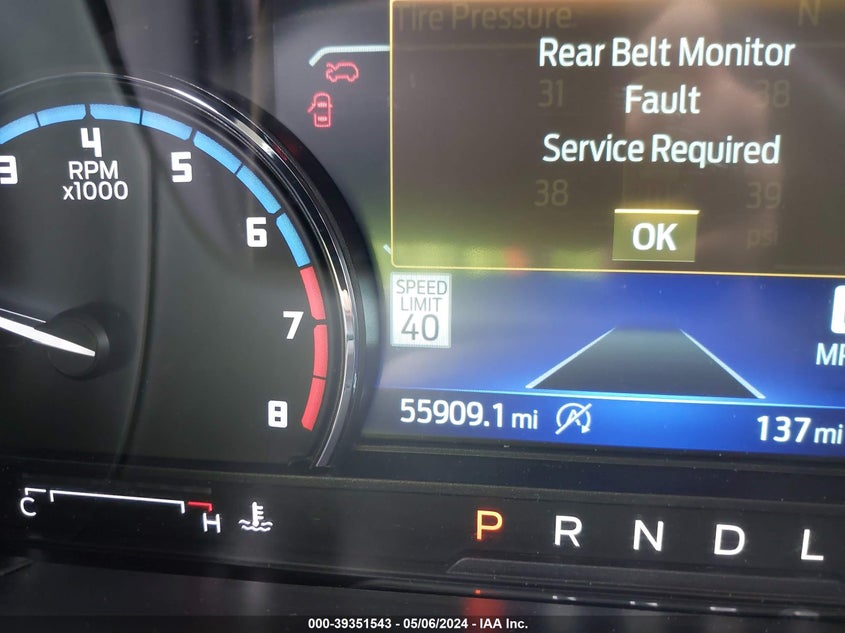 Tire Pressure
N
Rear Belt Monitor
31 Fault 38
Service Required
38 39
OK psi
3 4 5 6 7 8
RPM
x1000
SPEED
LIMIT
40
55909.1 mi
137 mi
C H
P R N D L
000-39351543 - 05/06/2024 - IAA Inc.